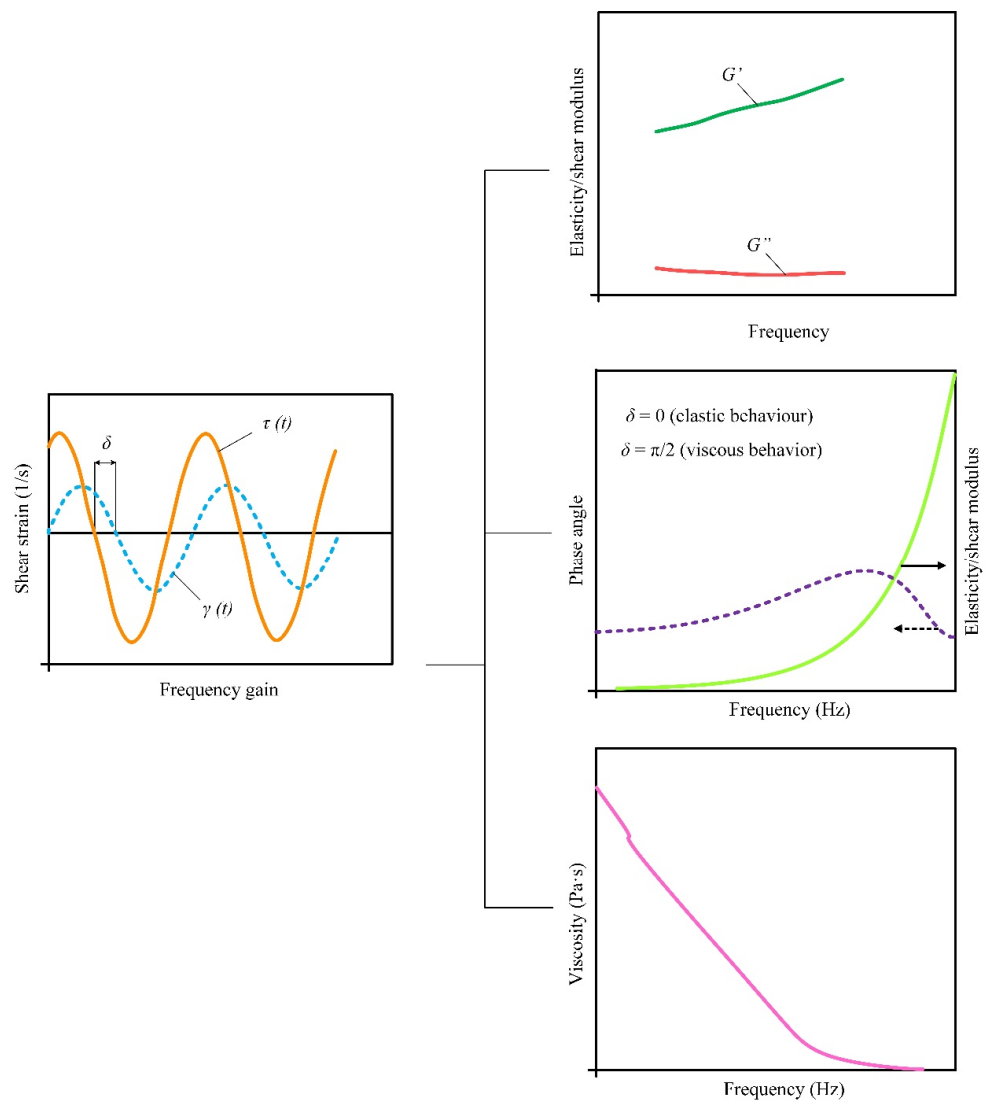 Shear strain (1/s)
δ
τ (t)
γ (t)
Frequency gain
Elasticity/shear modulus
G’
G’’
Frequency
Phase angle
δ = 0 (clastic behaviour)
δ = π/2 (viscous behavior)
Elasticity/shear modulus
Frequency (Hz)
Viscosity (Pa·s)
Frequency (Hz)